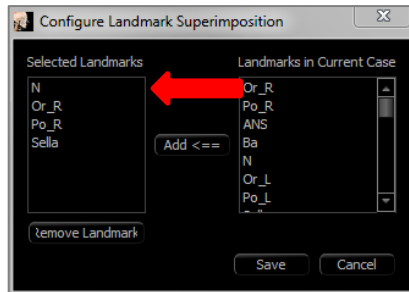 Configure Landmark Superimposition
Selected Landmarks
N
Or_R
Po_R
Sella
Add <==
Remove Landmark
Landmarks in Current Case
Or_R
Po_R
ANS
Ba
N
Or_L
Po_L
Save
Cancel